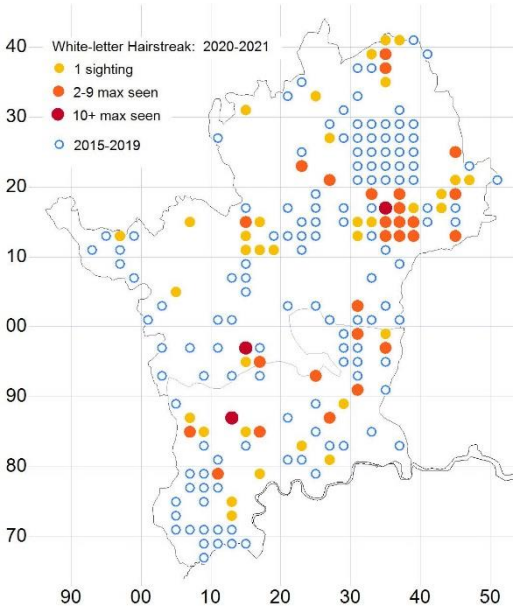 40
White-letter Hairstreak: 2020-2021
1 sighting
2-9 max seen
10+ max seen
2015-2019
30
20
10
00
90
80
70
90 00 10 20 30 40 50